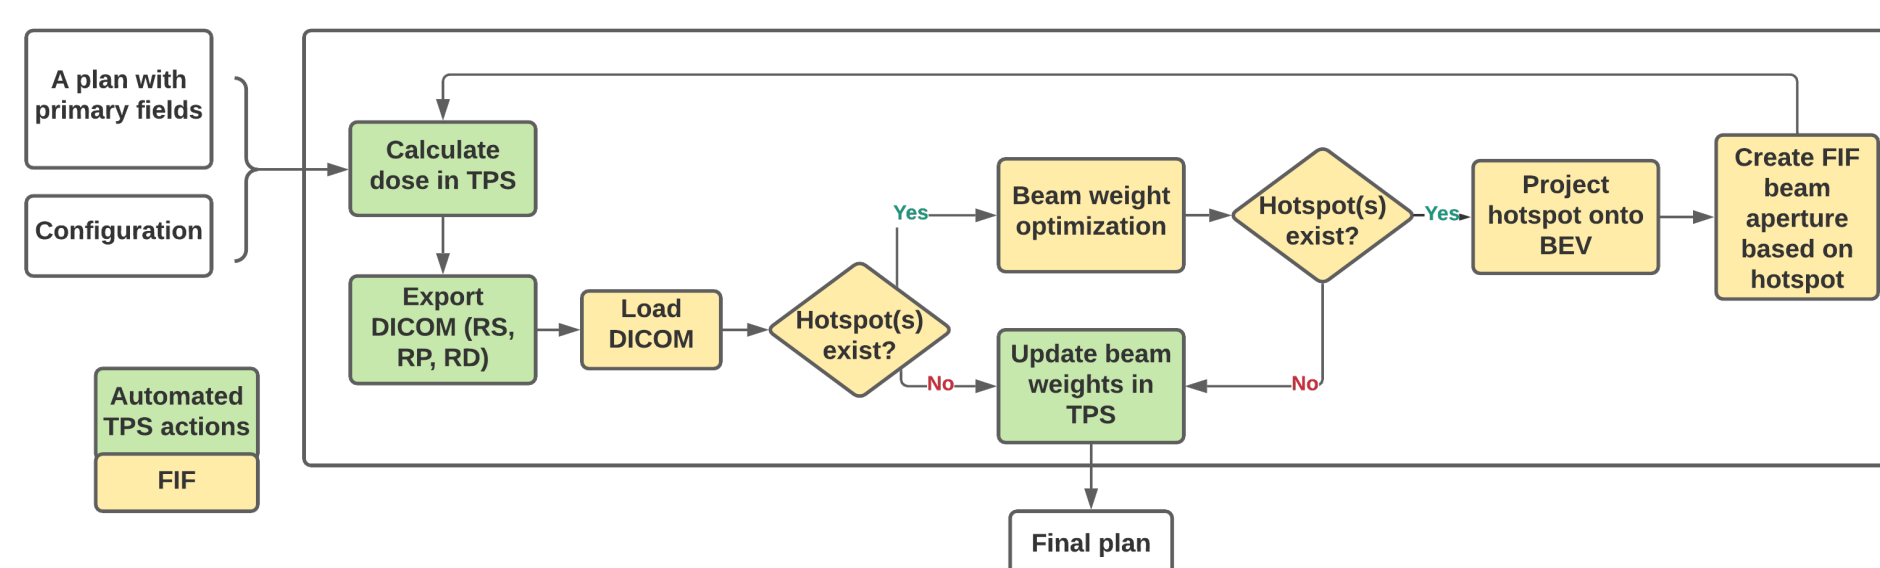 A plan with
primary fields
Configuration
Calculate
dose in TPS
Export
DICOM (RS,
RP, RD)
Load
DICOM
Hotspot(s)
exist?
Yes
No
Beam weight
optimization
Update beam
weights in
TPS
Hotspot(s)
exist?
Yes
No
Project
hotspot onto
BEV
Create FIF
beam
aperture
based on
hotspot
Automated
TPS actions
FIF
Final plan